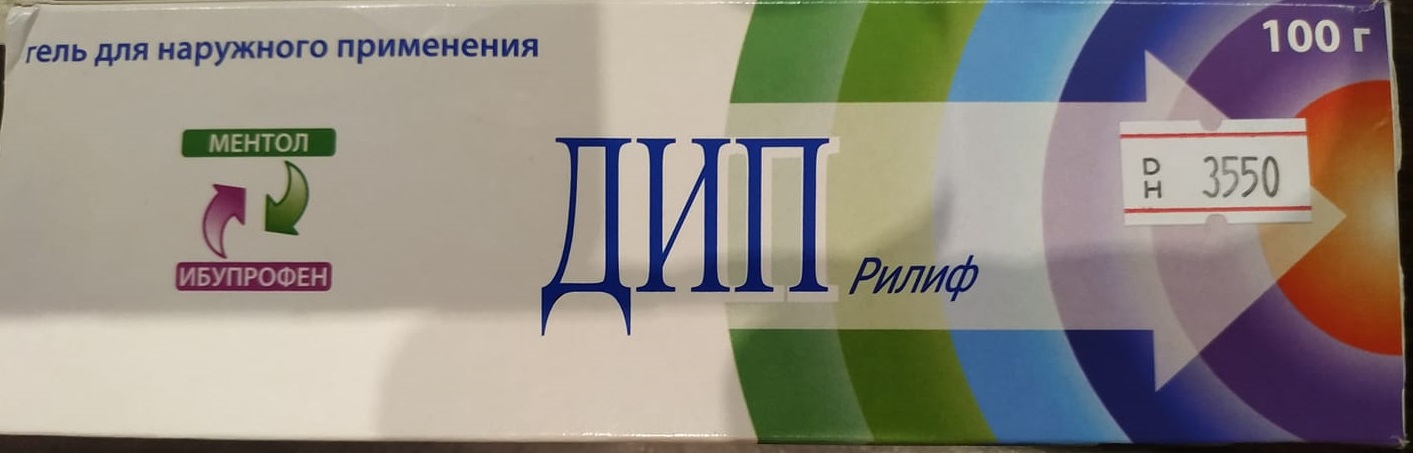 гель для наружного применения
100 г
МЕНТОЛ
ИБУПРОФЕН
ДИП
Рилиф
D
H
3550